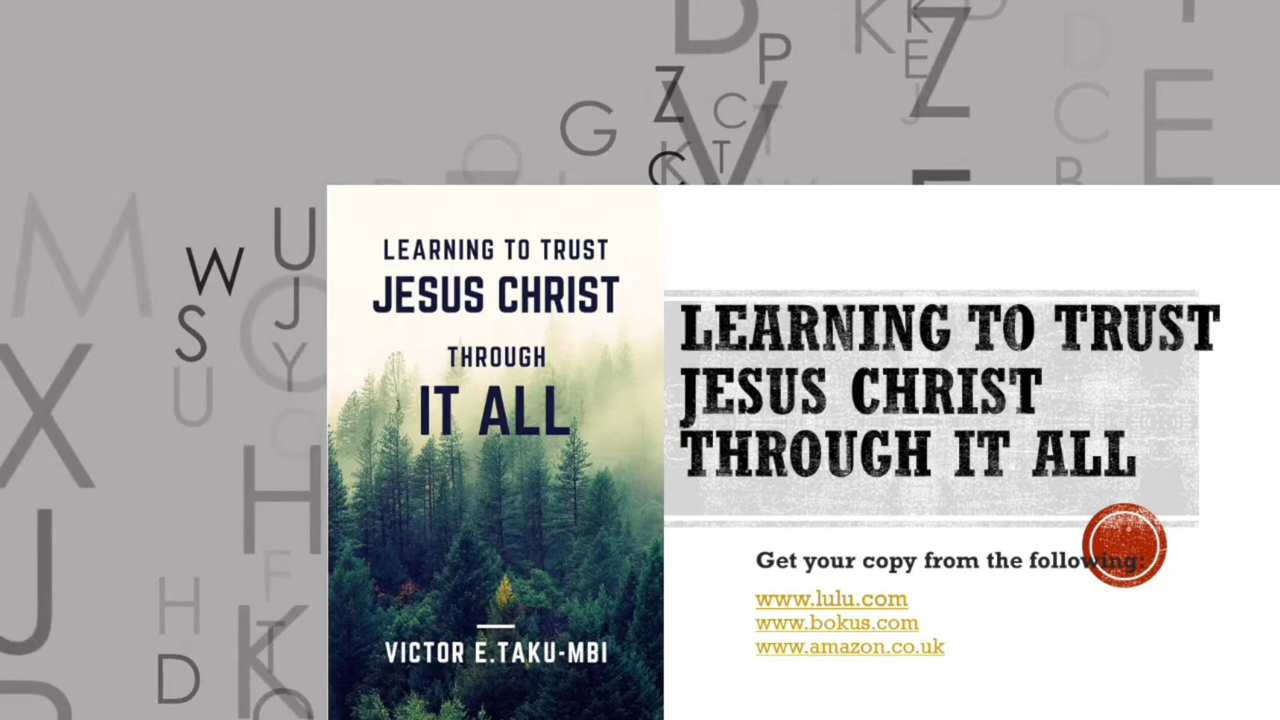 LEARNING TO TRUST
JESUS CHRIST
THROUGH
IT ALL
VICTOR E.TAKU-MBI
LEARNING TO TRUST
JESUS CHRIST
THROUGH IT ALL
Get your copy from the following:
www.lulu.com
www.bokus.com
www.amazon.co.uk